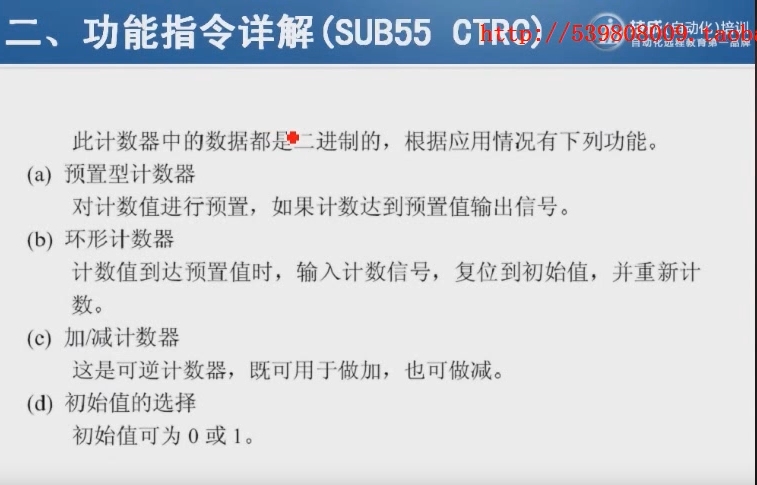 二、功能指令详解(SUB55 CTRC)
http://539808009.taoba
(自动化)培训
自动化远程教育第一品牌
此计数器中的数据都是二进制的，根据应用情况有下列功能。
(a) 预置型计数器
对计数值进行预置，如果计数达到预置值输出信号。
(b) 环形计数器
计数值到达预置值时，输入计数信号，复位到初始值，并重新计
数。
(c) 加/减计数器
这是可逆计数器，既可用于做加，也可做减。
(d) 初始值的选择
初始值可为 0 或 1。